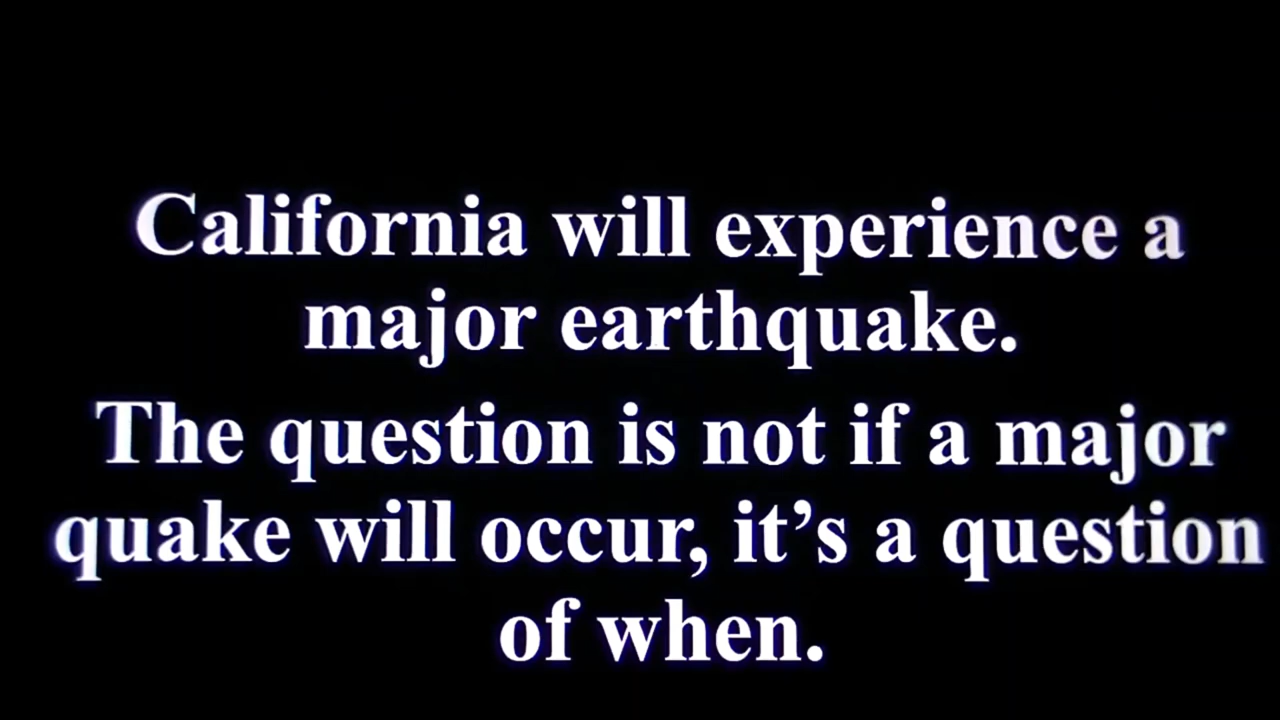 California will experience a
major earthquake.
The question is not if a major
quake will occur, it’s a question
of when.